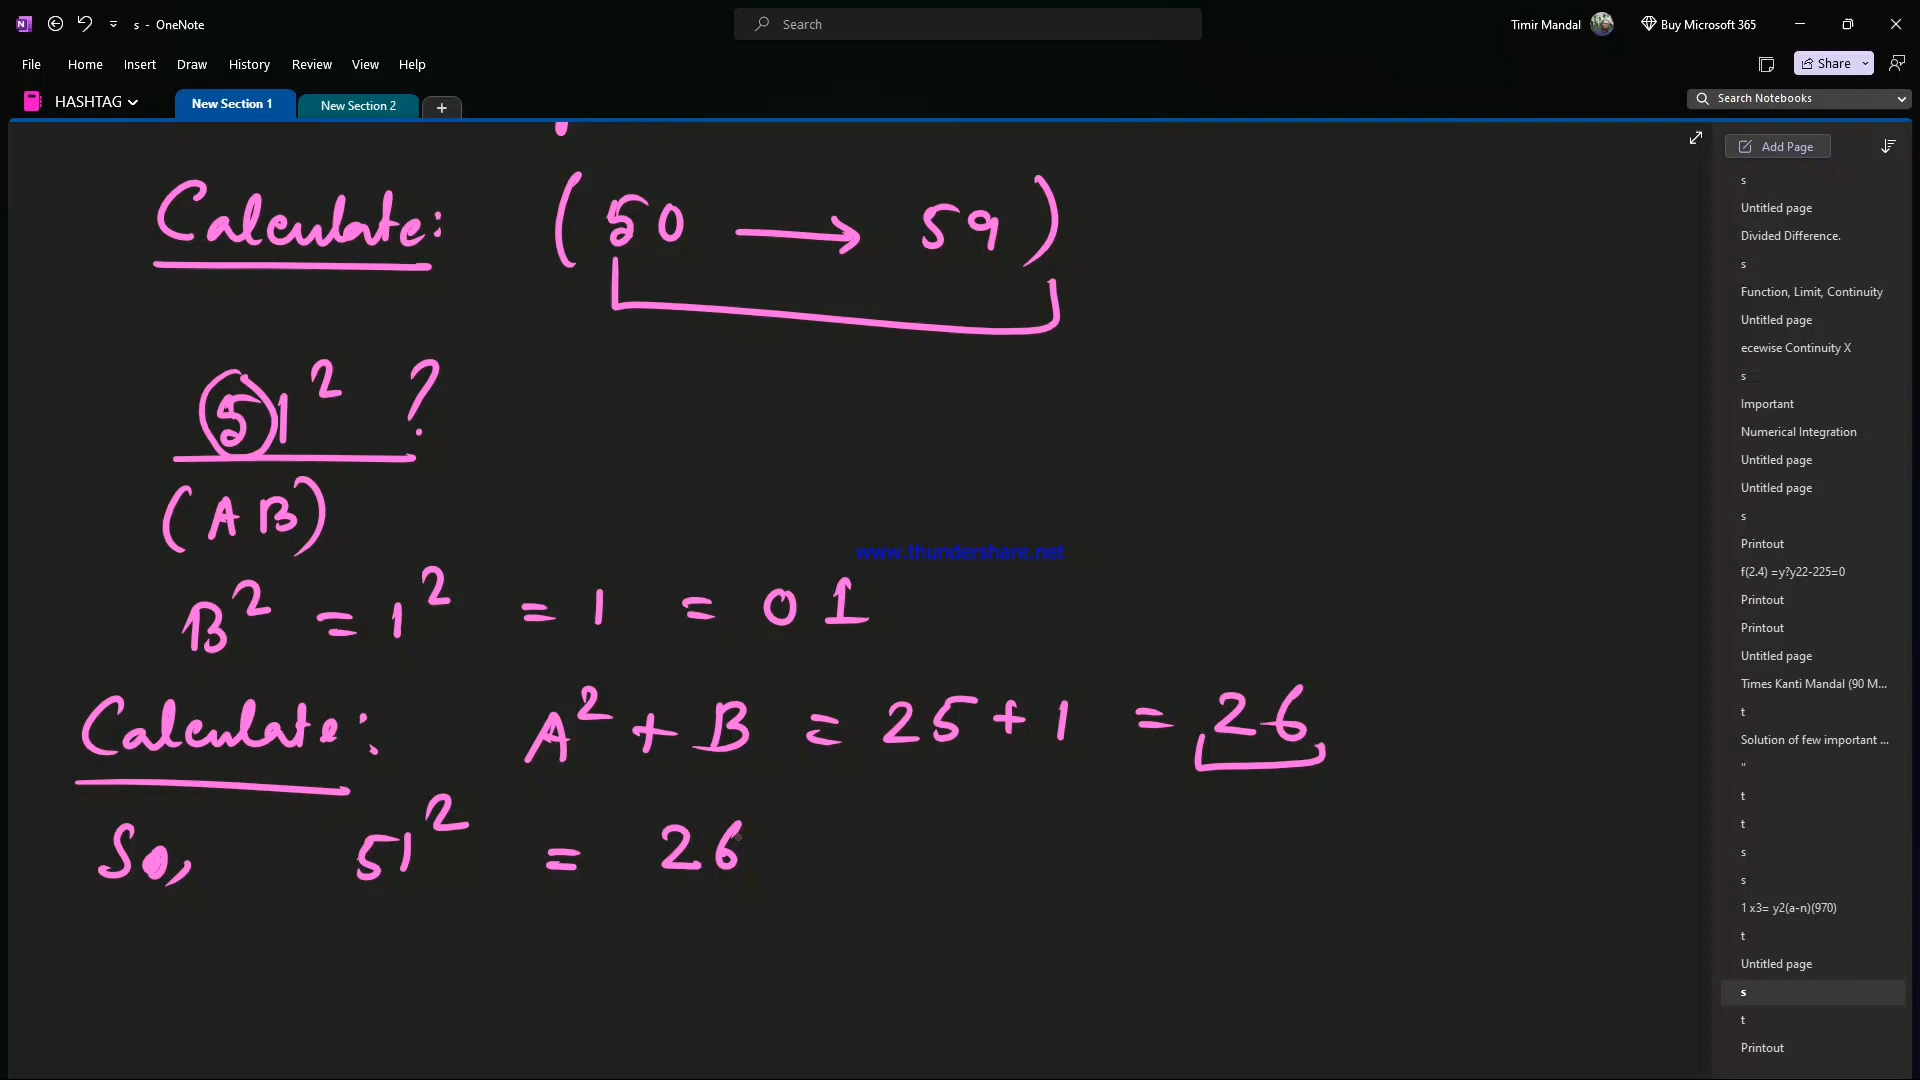 s - OneNote
Search
Timir Mandal
Buy Microsoft 365
File Home Insert Draw History Review View Help
Share
HASHTAG
New Section 1
New Section 2
+
Search Notebooks
Add Page
Calculate: (50 → 59)
51² ?
(AB)
B² = 1² = 1 = 01
Calculate: A² + B = 25 + 1 = 26
So, 51² = 26
www.thundershare.net
s
Untitled page
Divided Difference.
s
Function, Limit, Continuity
Untitled page
ecewise Continuity X
s
Important
Numerical Integration
Untitled page
Untitled page
s
Printout
f(2.4) =y?y22-225=0
Printout
Printout
Untitled page
Times Kanti Mandal (90 M...
t
Solution of few important ...
"
t
t
s
s
1 x3= y2(a-n)(970)
t
Untitled page
s
t
Printout